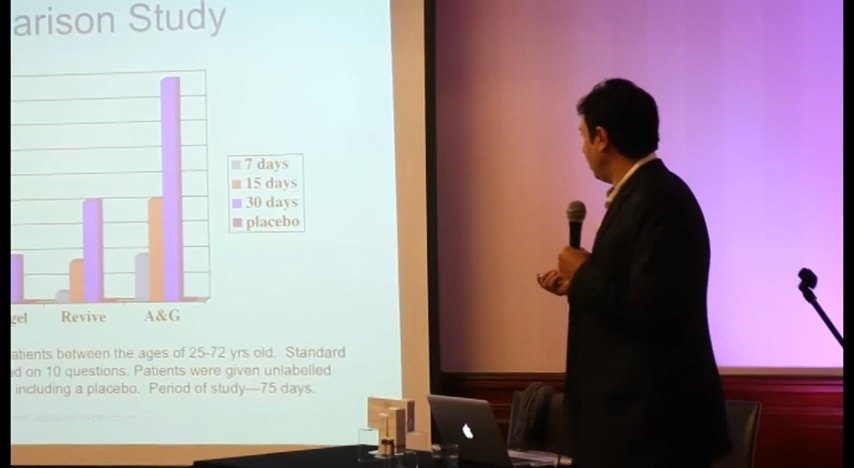 arison Study
7 days
15 days
30 days
placebo
gel
Revive
A&G
atients between the ages of 25-72 yrs old. Standard
d on 10 questions. Patients were given unlabelled
including a placebo. Period of study—75 days.